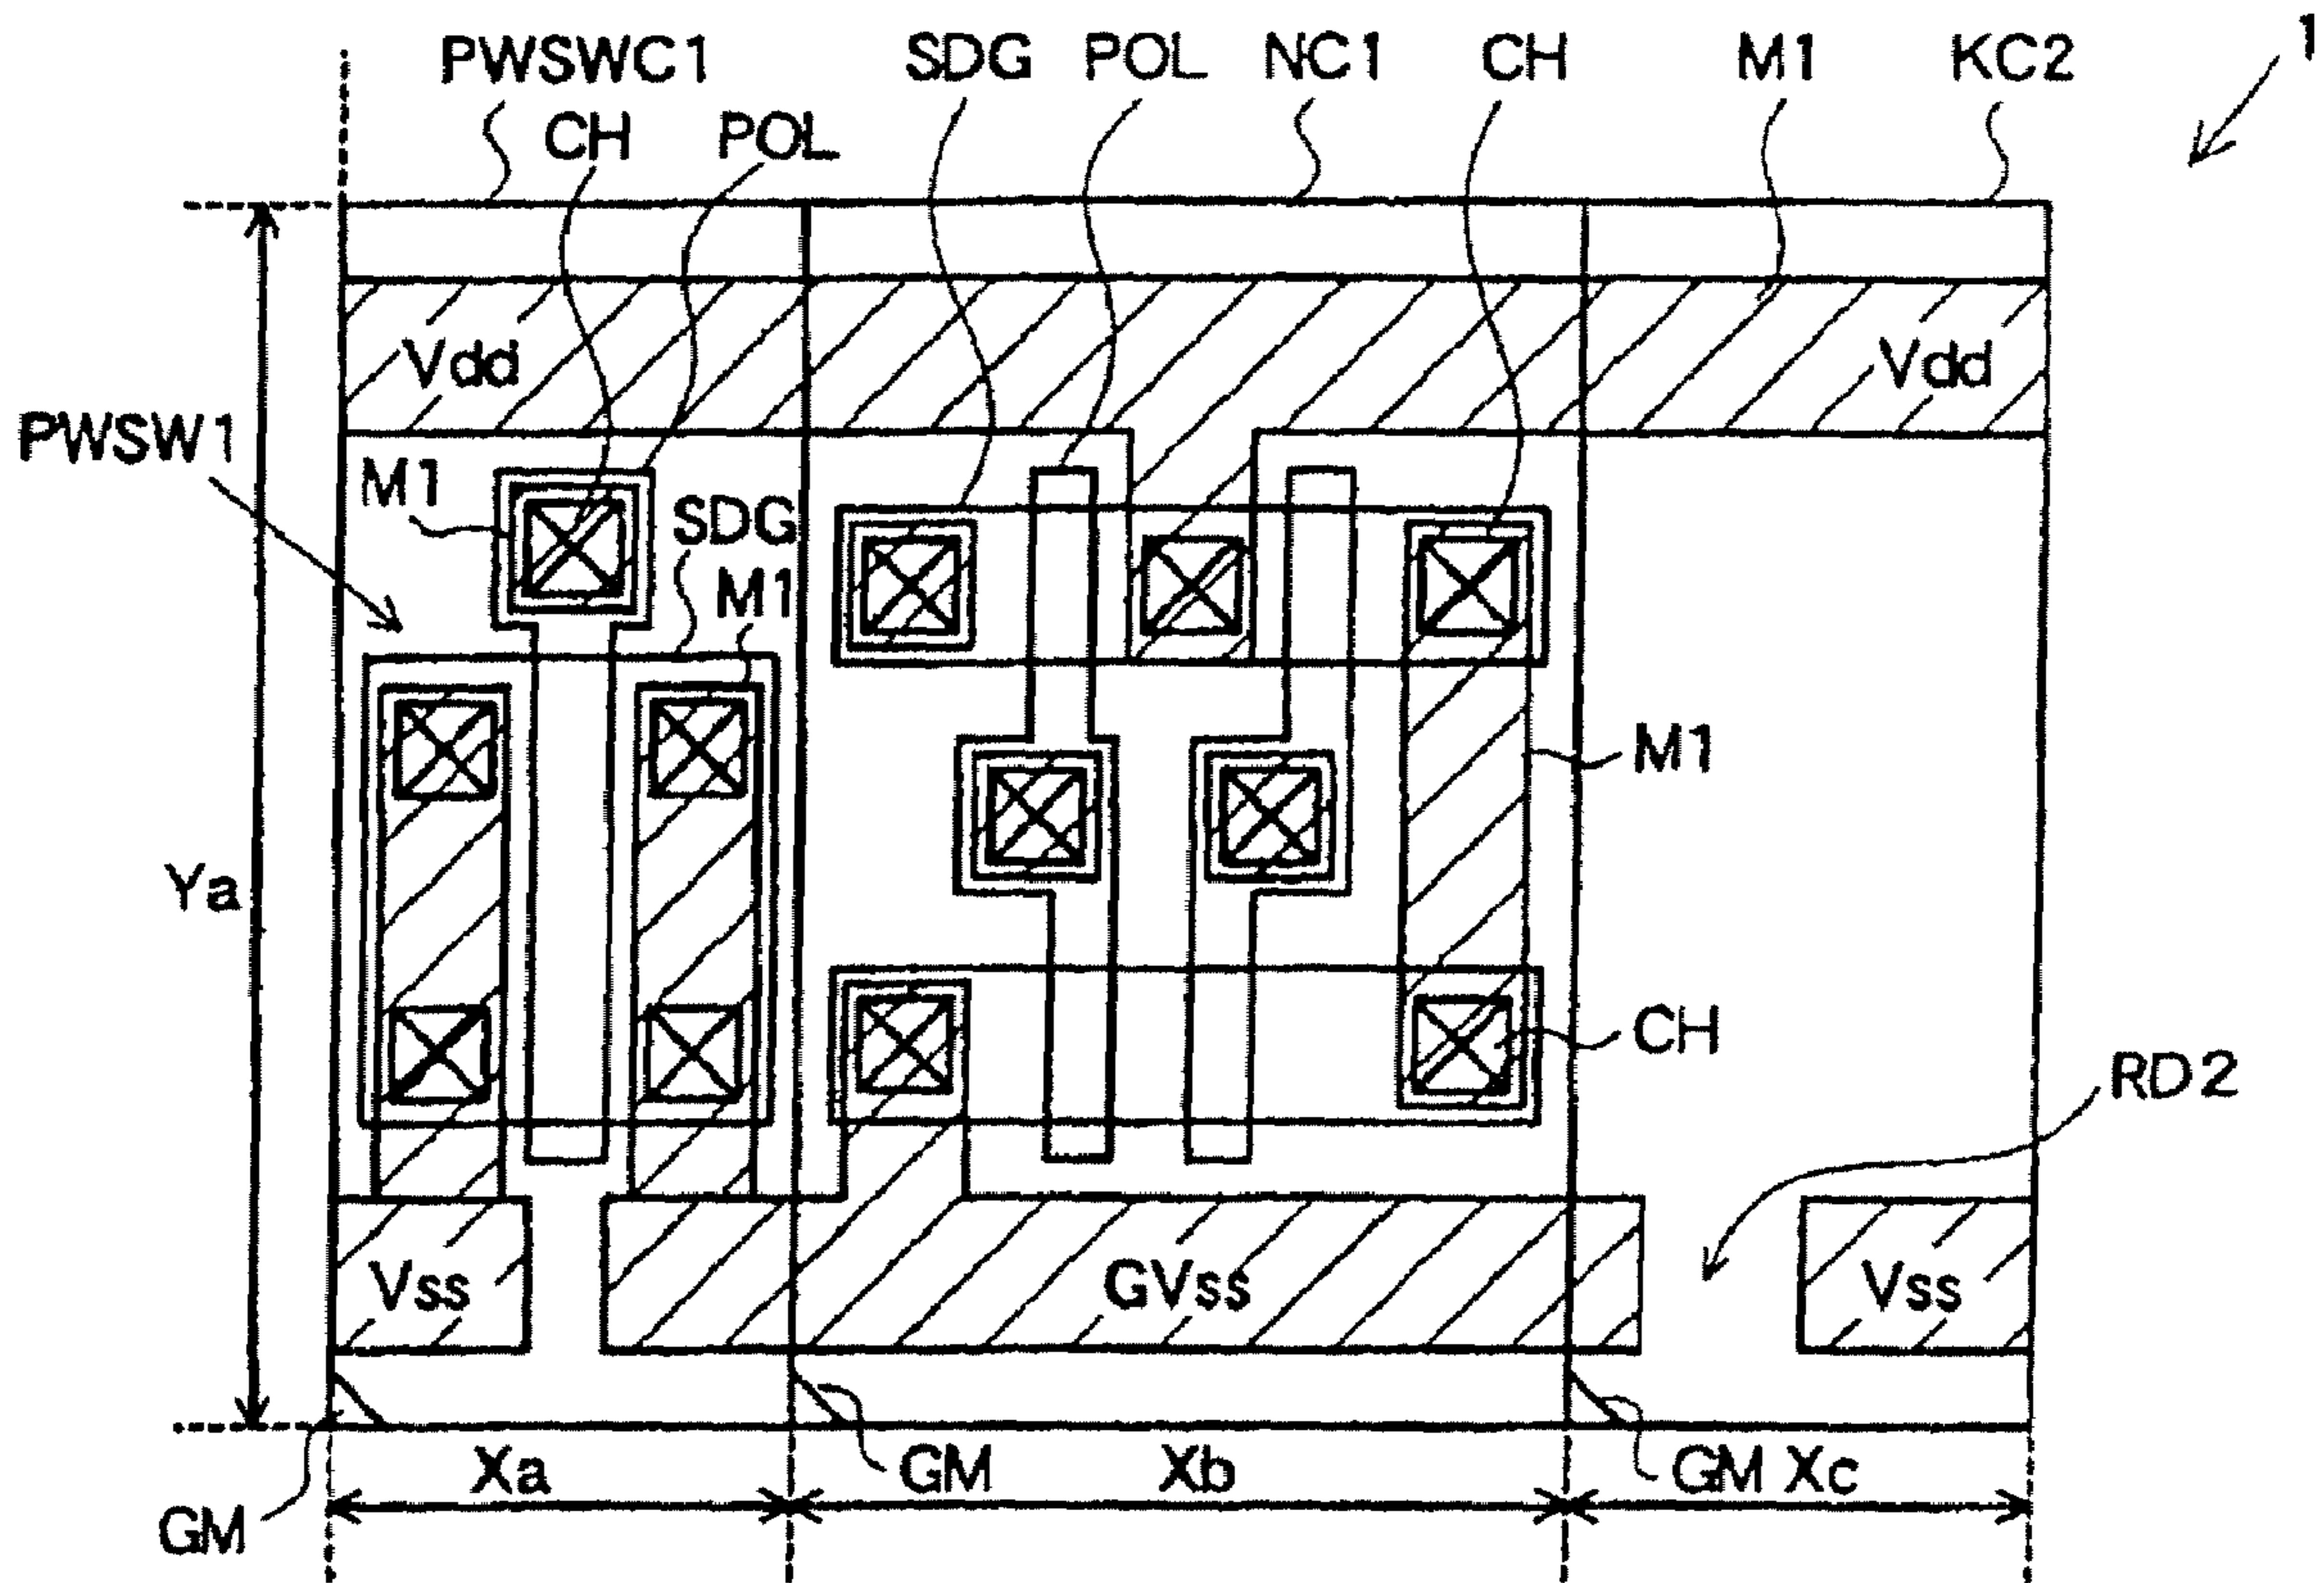 1
PWSWC1 SDG POL NC1 CH M1 KC2
CH POL
Vdd Vdd
PWSW1
M1
SDG
M1
M1
Ya
CH
RD2
Vss GVss Vss
Xa GM Xb GM Xc
GM